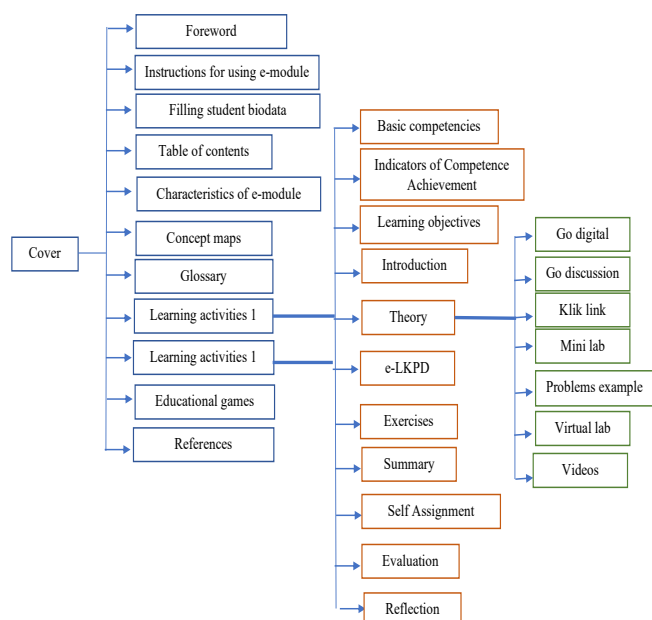 Cover
Foreword
Instructions for using e-module
Filling student biodata
Table of contents
Characteristics of e-module
Concept maps
Glossary
Learning activities 1
Learning activities 1
Educational games
References
Basic competencies
Indicators of Competence
Achievement
Learning objectives
Introduction
Theory
e-LKPD
Exercises
Summary
Self Assignment
Evaluation
Reflection
Go digital
Go discussion
Klik link
Mini lab
Problems example
Virtual lab
Videos